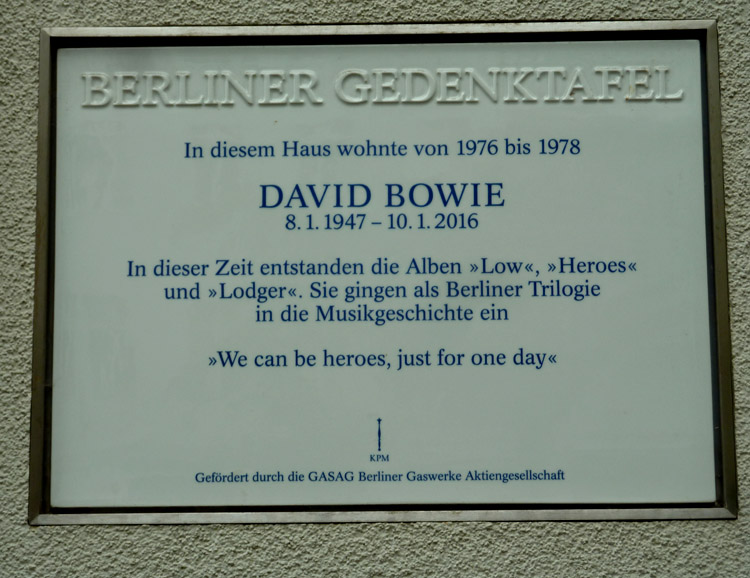 BERLINER GEDENKTAFEL
In diesem Haus wohnte von 1976 bis 1978
DAVID BOWIE
8. 1. 1947 – 10. 1. 2016
In dieser Zeit entstanden die Alben »Low«, »Heroes«
und »Lodger«. Sie gingen als Berliner Trilogie
in die Musikgeschichte ein
»We can be heroes, just for one day«
KPM
Gefördert durch die GASAG Berliner Gaswerke Aktiengesellschaft